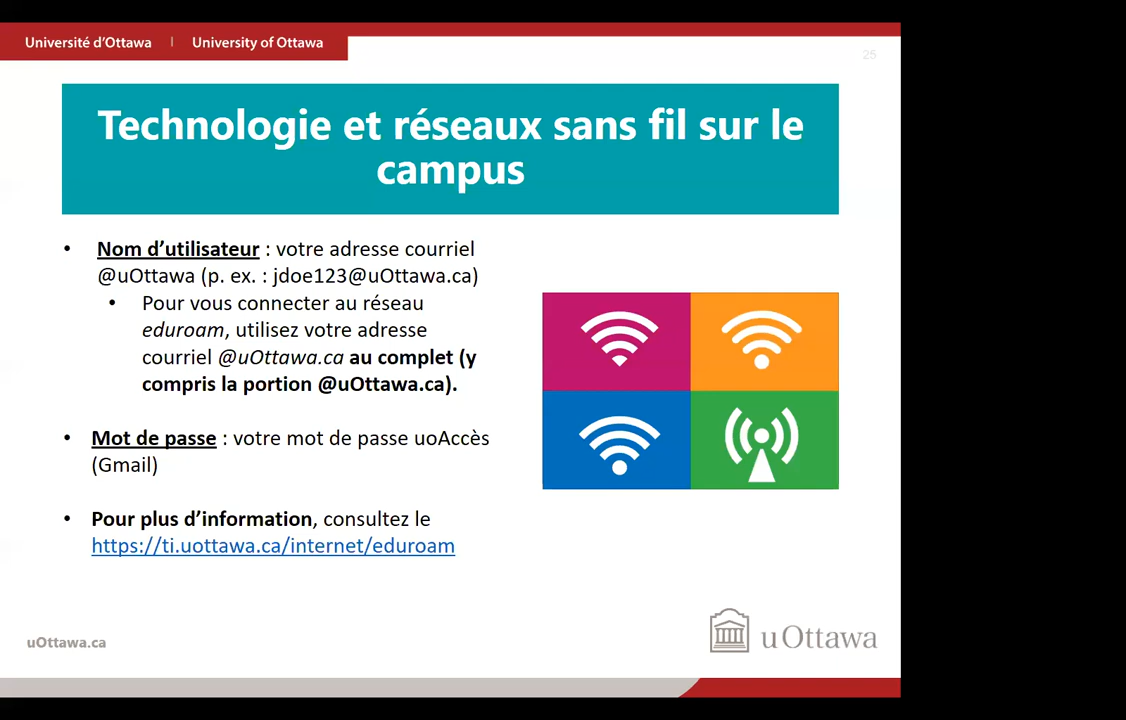 Université d'Ottawa | University of Ottawa
25
Technologie et réseaux sans fil sur le
campus
• Nom d'utilisateur : votre adresse courriel
@uOttawa (p. ex. : jdoe123@uOttawa.ca)
• Pour vous connecter au réseau
eduroam, utilisez votre adresse
courriel @uOttawa.ca au complet (y
compris la portion @uOttawa.ca).
• Mot de passe : votre mot de passe uoAccès
(Gmail)
• Pour plus d'information, consultez le
https://ti.uottawa.ca/internet/eduroam
uOttawa.ca
uOttawa